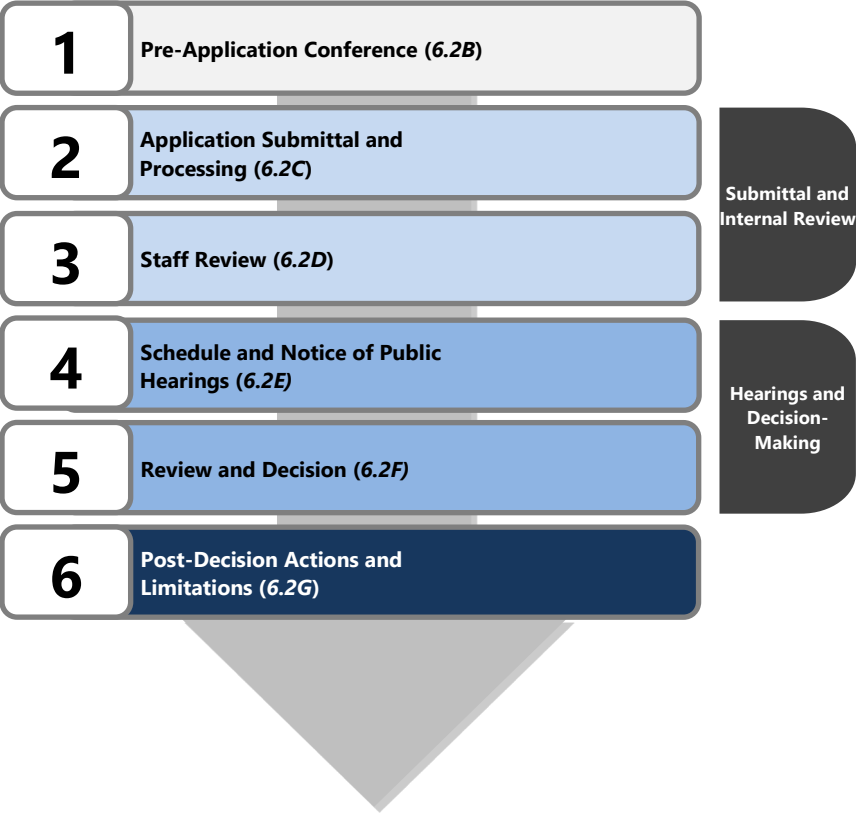 1
Pre-Application Conference (6.2B)
2
Application Submittal and
Processing (6.2C)
Submittal and
Internal Review
3
Staff Review (6.2D)
4
Schedule and Notice of Public
Hearings (6.2E)
Hearings and
Decision-
Making
5
Review and Decision (6.2F)
6
Post-Decision Actions and
Limitations (6.2G)